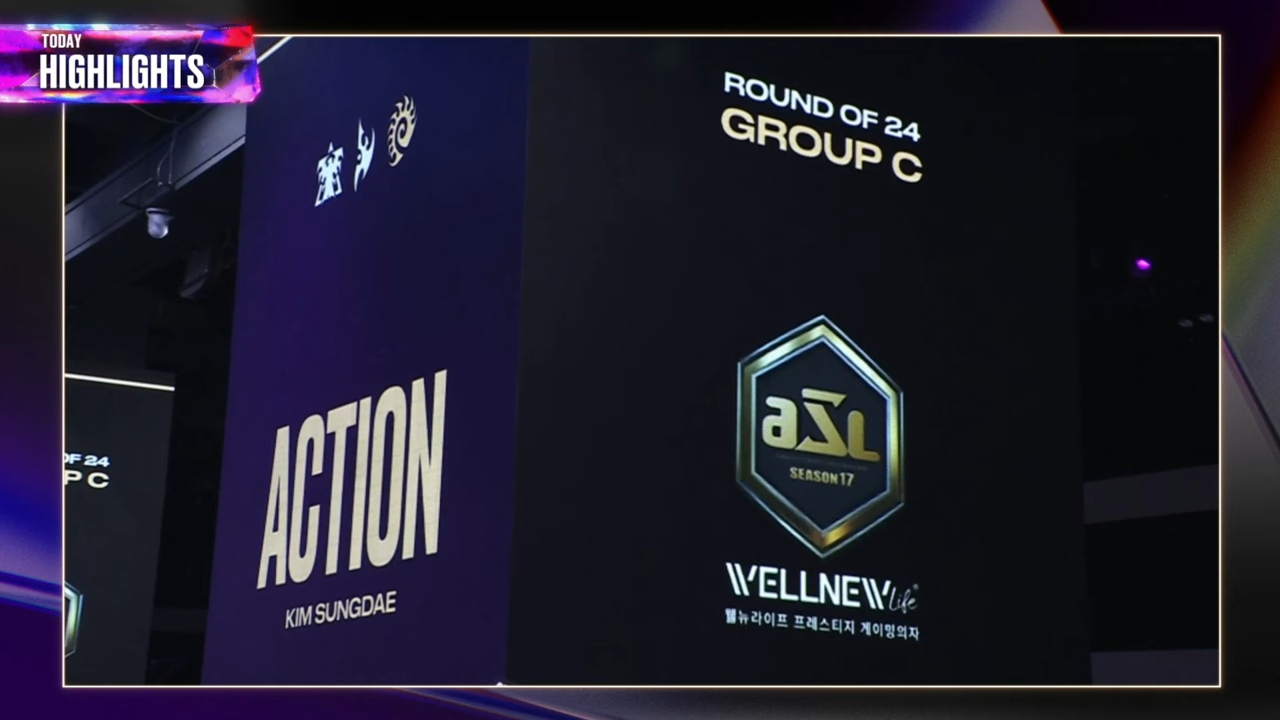 TODAY
HIGHLIGHTS
ROUND OF 24
GROUP C
ACTION
KIM SUNGDAE
OF 24
P C
aSL
SEASON 17
WELLNEW Life
웰뉴라이프 프레스티지 게이밍의자